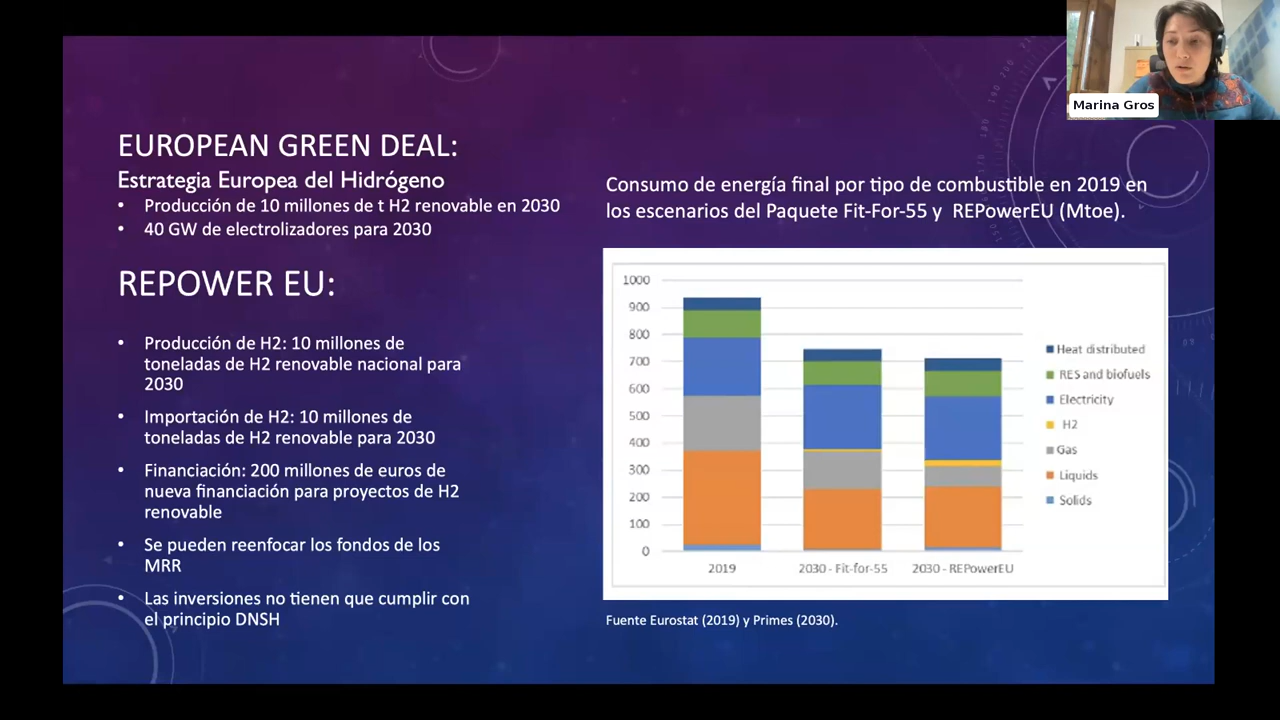 Marina Gros
EUROPEAN GREEN DEAL:
Estrategia Europea del Hidrógeno
• Producción de 10 millones de t H2 renovable en 2030
• 40 GW de electrolizadores para 2030
REPOWER EU:
• Producción de H2: 10 millones de
toneladas de H2 renovable nacional para
2030
• Importación de H2: 10 millones de
toneladas de H2 renovable para 2030
• Financiación: 200 millones de euros de
nueva financiación para proyectos de H2
renovable
• Se pueden reenfocar los fondos de los
MRR
• Las inversiones no tienen que cumplir con
el principio DNSH
Consumo de energía final por tipo de combustible en 2019 en
los escenarios del Paquete Fit-For-55 y REPowerEU (Mtoe).
1000
900
800
700
600
500
400
300
200
100
0
2019
2030 - Fit-for-55
2030 - REPowerEU
Heat distributed
RES and biofuels
Electricity
H2
Gas
Liquids
Solids
Fuente Eurostat (2019) y Primes (2030).